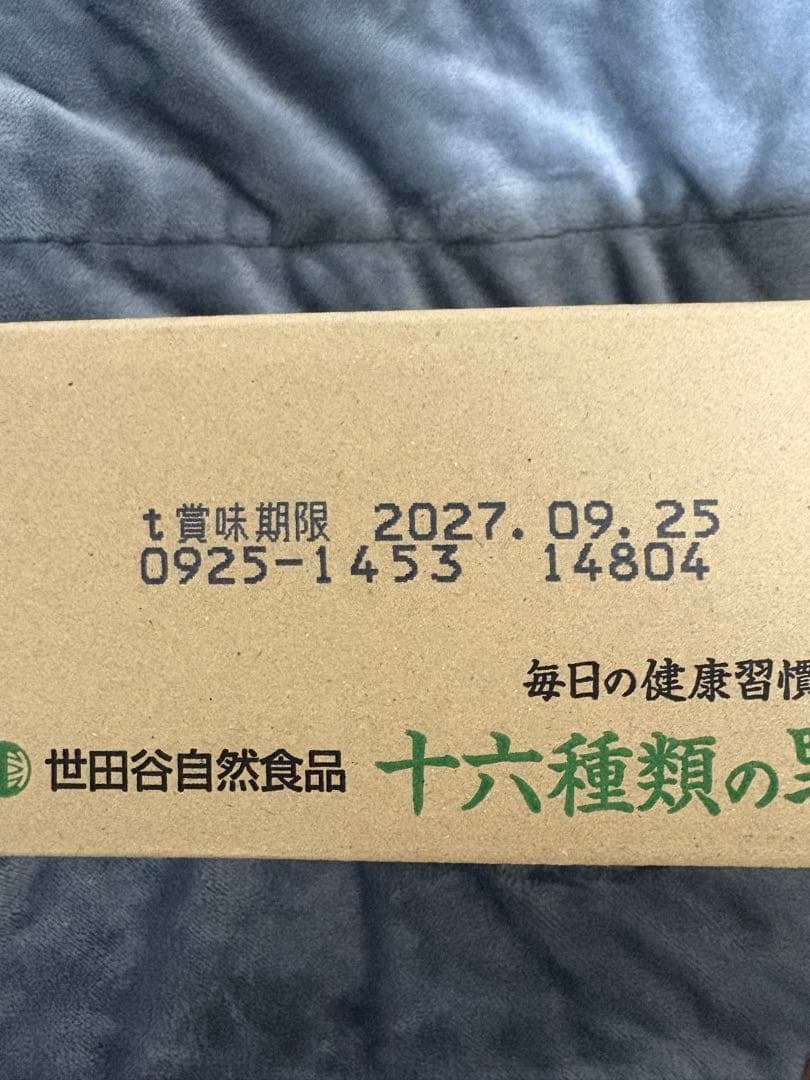 t賞味期限 2027.09.25
0925-1453 14804
毎日の健康習慣
世田谷自然食品 十六種類の